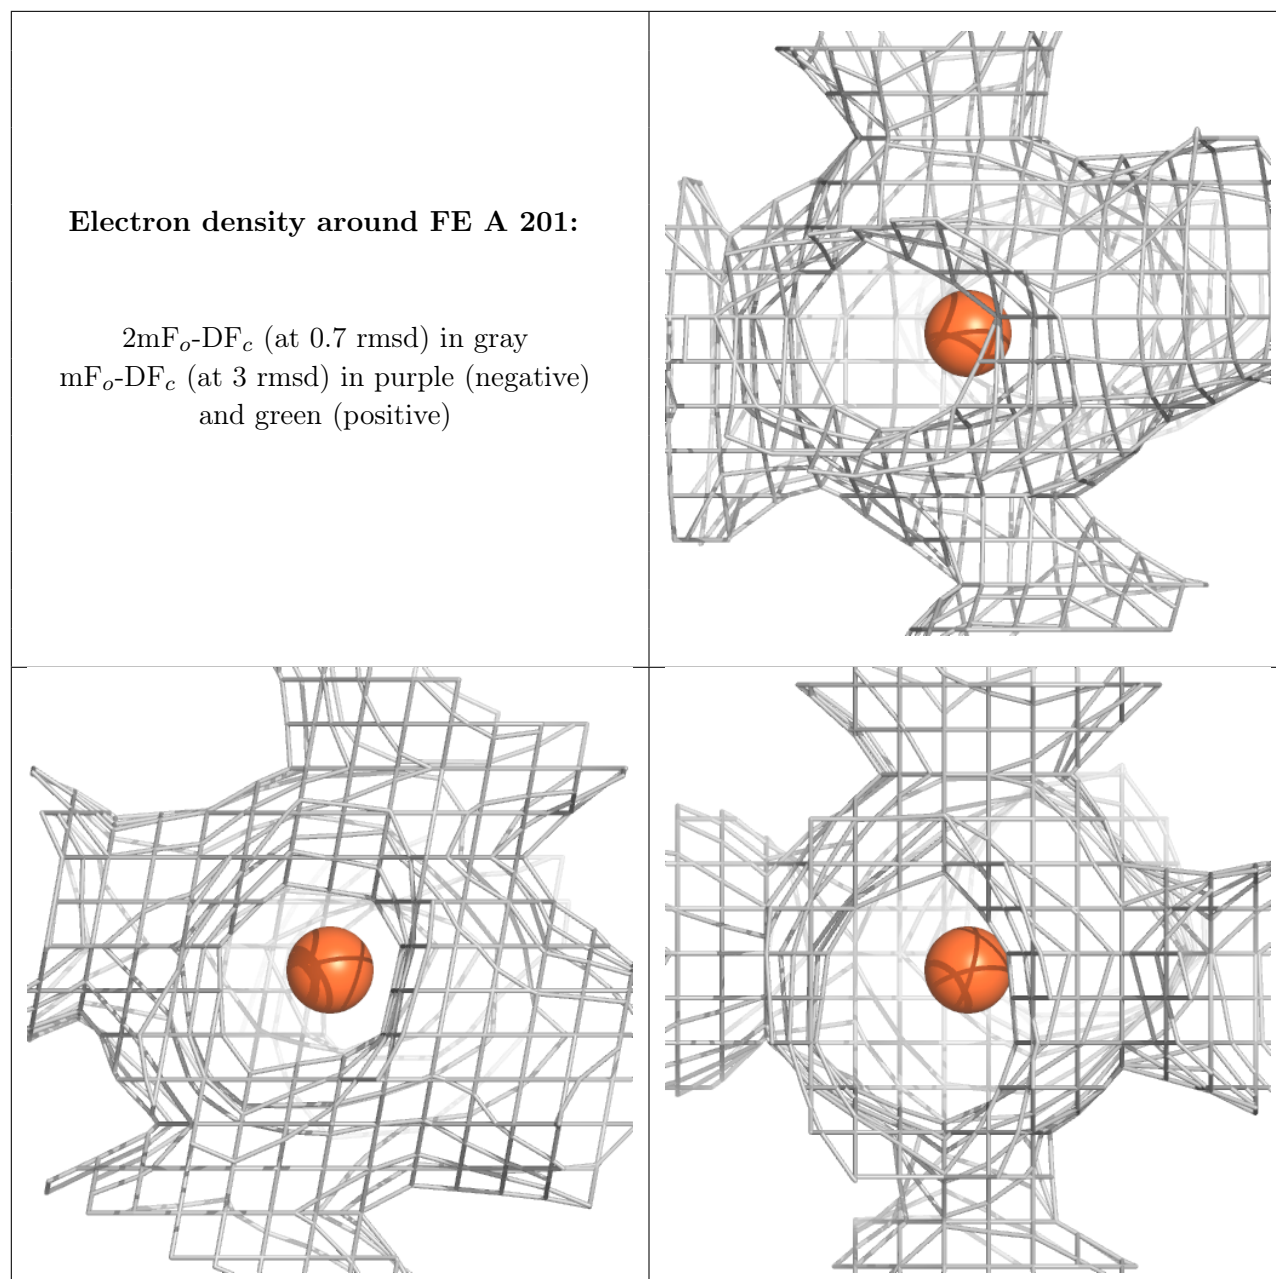 Electron density around FE A 201:
2mFo-DFc (at 0.7 rmsd) in gray
mFo-DFc (at 3 rmsd) in purple (negative)
and green (positive)